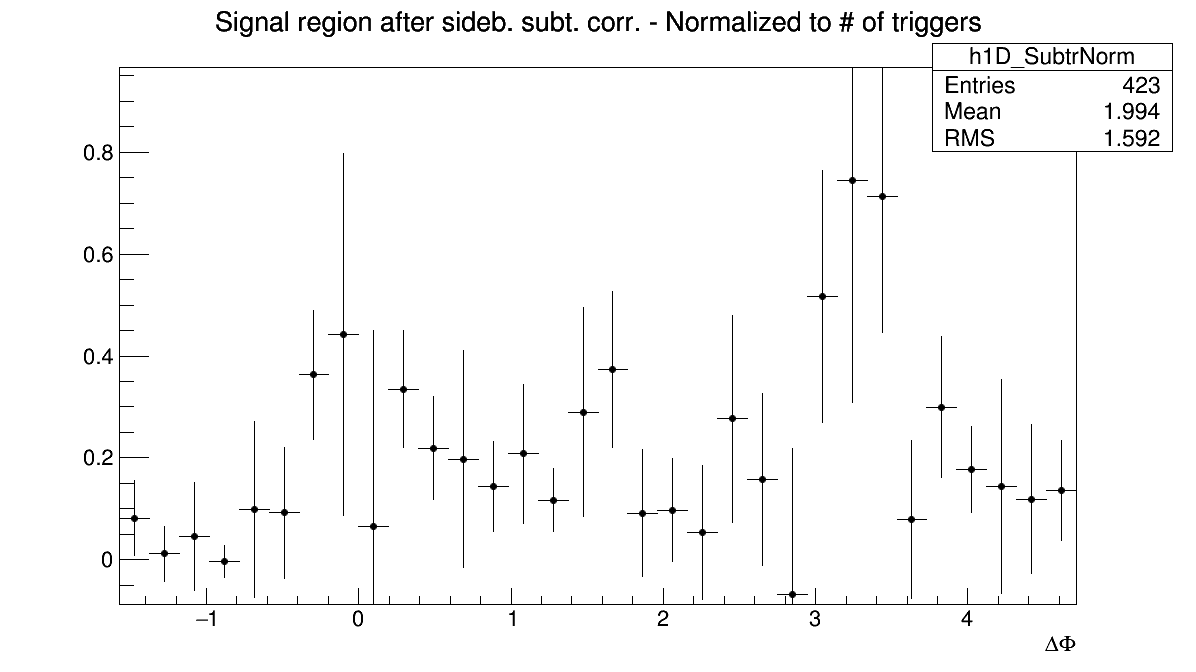 Signal region after sideb. subt. corr. - Normalized to # of triggers
h1D_SubtrNorm
Entries 423
Mean 1.994
RMS 1.592
0.8
0.6
0.4
0.2
0
−1 0 1 2 3 4
ΔΦ